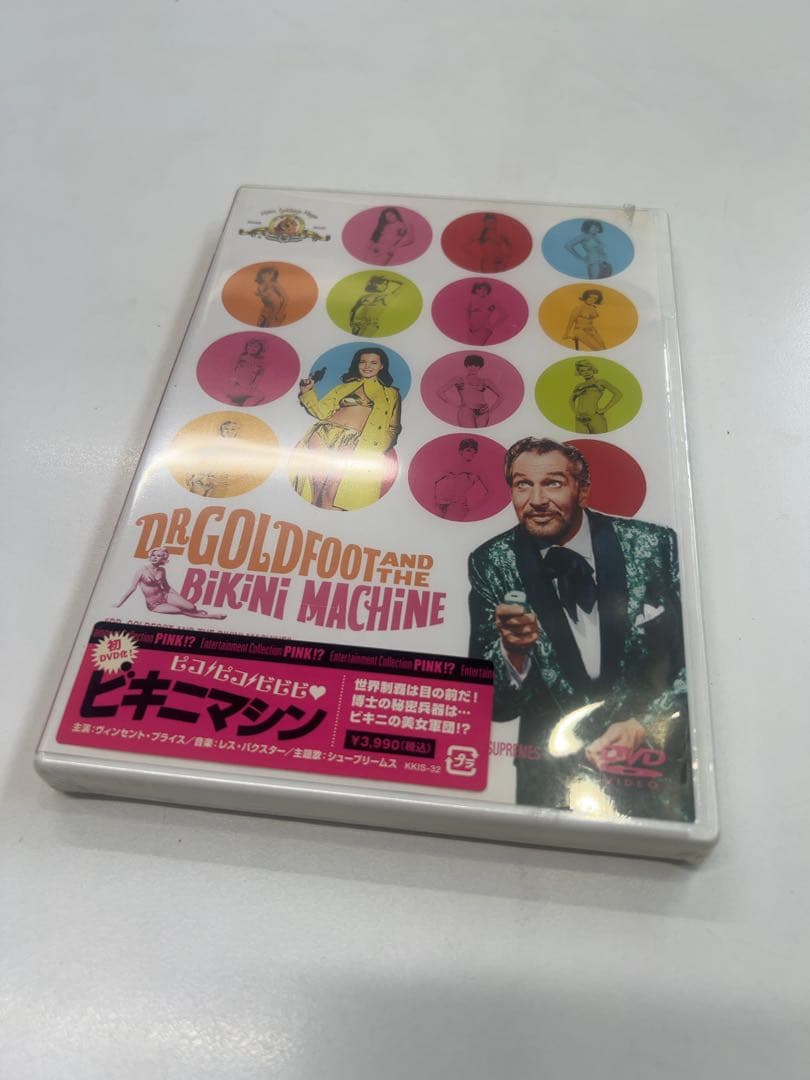 DR GOLDFOOT AND THE
BIKINI MACHINE
Entertainment Collection PINK!?
Entertainment Collection PINK!?
初DVD化!
ピコ!ピコ!ビビビ♥
ビキニマシン
主演:ヴィンセント・プライス/音楽:レス・バクスター/主題歌:シュープリームス
世界制覇は目の前だ!
博士の秘密兵器は…
ビキニの美女軍団!?
¥3,990(税込)
KKIS-32
SUPREMES
DVD
VIDEO